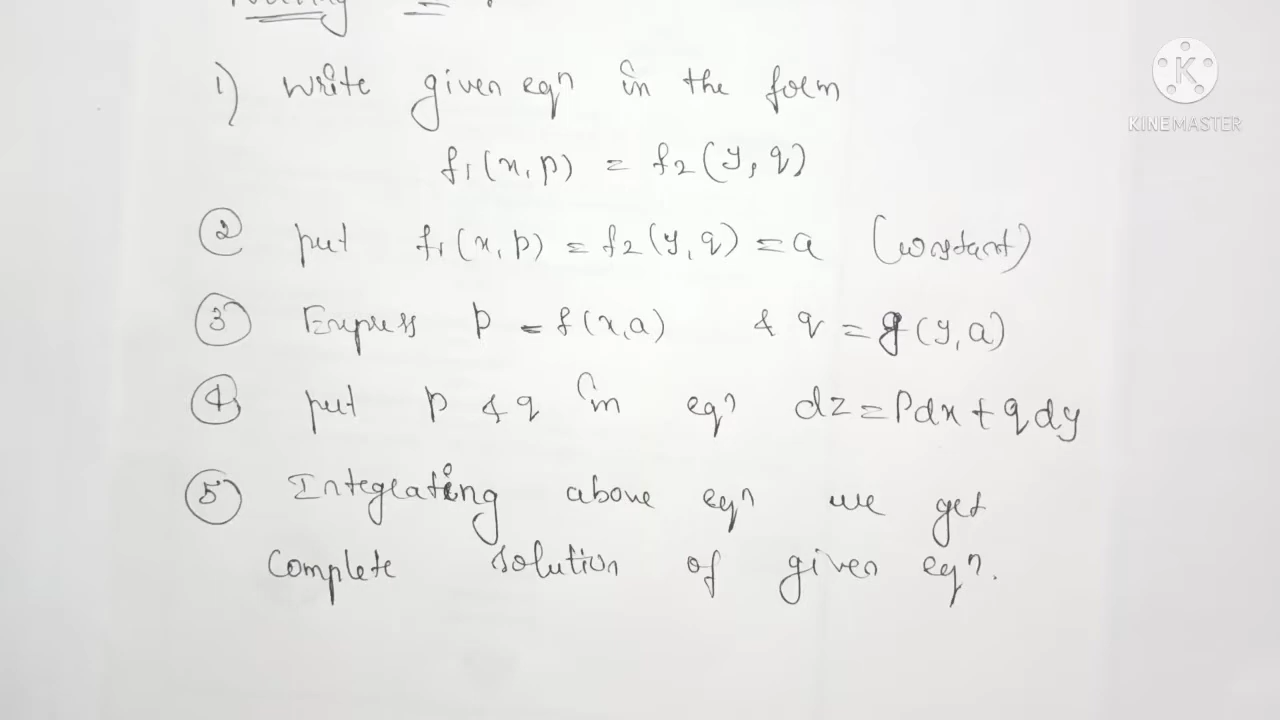 1) write given eqn in the form
f1(x, p) = f2(y, q)
② put f1(x, p) = f2(y, q) = a (constant)
③ Express p = f(x, a) & q = g(y, a)
④ put p & q in eqn dz = Pdx + qdy
⑤ Integrating above eqn we get
Complete solution of given eqn.
KINEMASTER